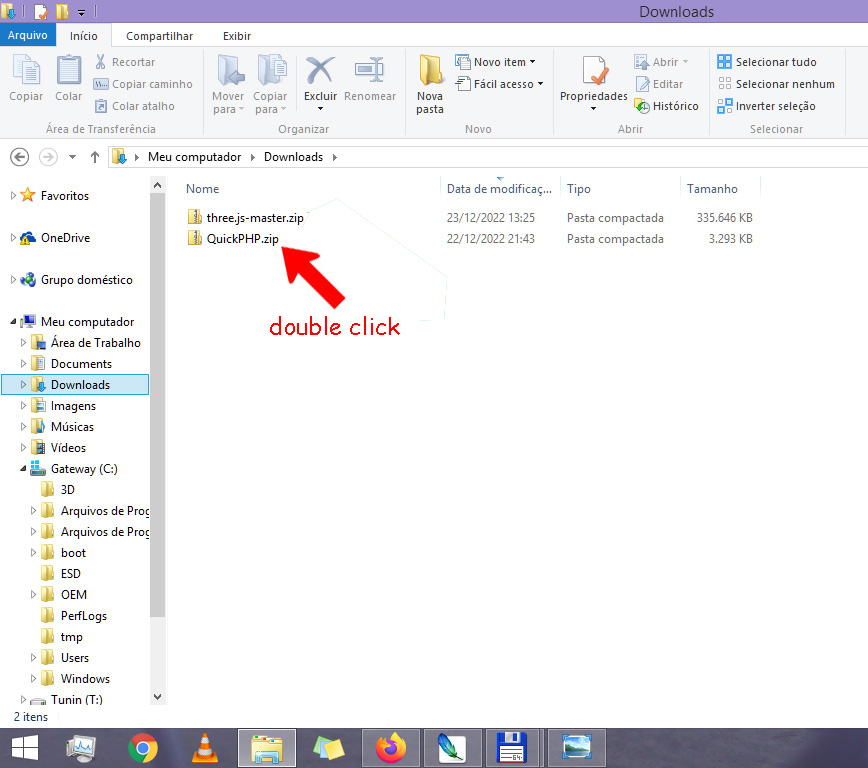 Downloads
Arquivo Início Compartilhar Exibir
Copiar Colar Recortar Copiar caminho Colar atalho
Área de Transferência
Mover para Copiar para Excluir Renomear
Organizar
Nova pasta Novo item Fácil acesso
Novo
Propriedades Abrir Editar Histórico
Abrir
Selecionar tudo Selecionar nenhum Inverter seleção
Selecionar
Meu computador Downloads
Nome Data de modificaç... Tipo Tamanho
three.js-master.zip 23/12/2022 13:25 Pasta compactada 335.646 KB
QuickPHP.zip 22/12/2022 21:43 Pasta compactada 3.293 KB
double click
Favoritos
OneDrive
Grupo doméstico
Meu computador
Área de Trabalho
Documents
Downloads
Imagens
Músicas
Vídeos
Gateway (C:)
3D
Arquivos de Prog
Arquivos de Prog
boot
ESD
OEM
PerfLogs
tmp
Users
Windows
Tunin (T:)
2 itens
64